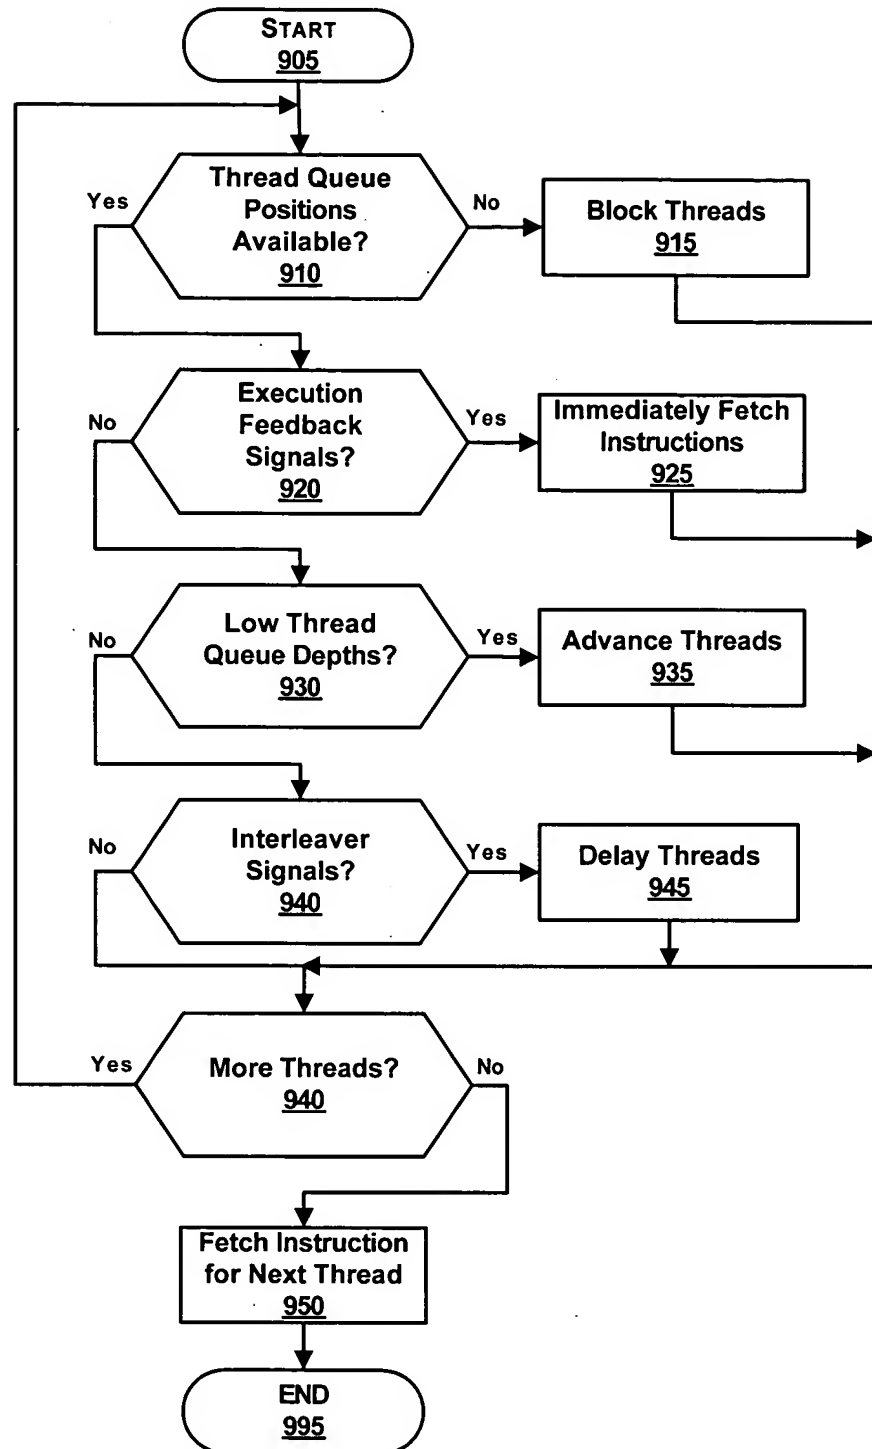 START
905
Thread Queue
Positions
Available?
910
Yes
No
Block Threads
915
Execution
Feedback
Signals?
920
No
Yes
Immediately Fetch
Instructions
925
Low Thread
Queue Depths?
930
No
Yes
Advance Threads
935
Interleaver
Signals?
940
No
Yes
Delay Threads
945
More Threads?
940
Yes
No
Fetch Instruction
for Next Thread
950
END
995